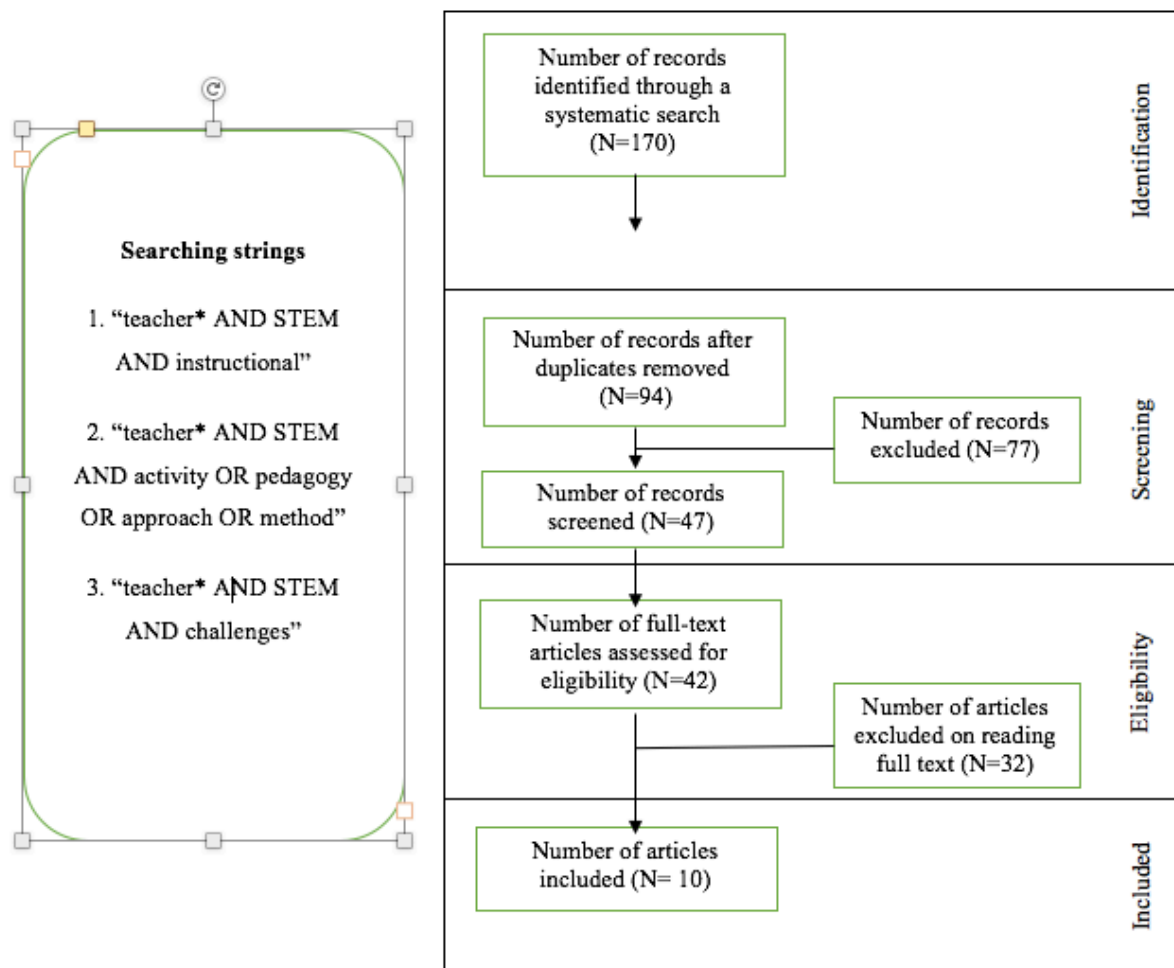 Searching strings
1. “teacher* AND STEM
AND instructional”
2. “teacher* AND STEM
AND activity OR pedagogy
OR approach OR method”
3. “teacher* AND STEM
AND challenges”
Number of records
identified through a
systematic search
(N=170)
Identification
Number of records after
duplicates removed
(N=94)
Number of records
excluded (N=77)
Number of records
screened (N=47)
Screening
Number of full-text
articles assessed for
eligibility (N=42)
Number of articles
excluded on reading
full text (N=32)
Eligibility
Number of articles
included (N= 10)
Included